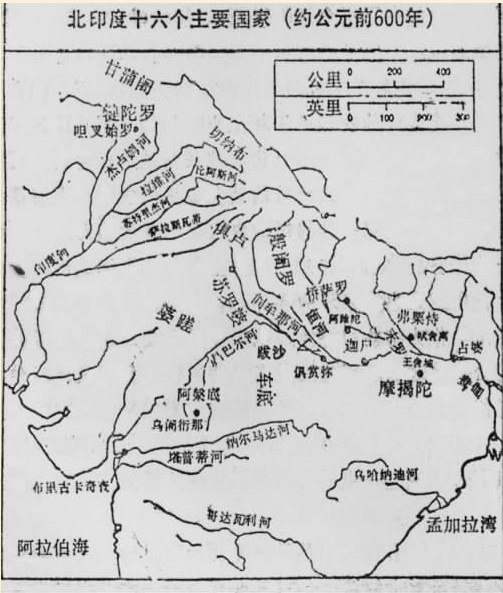 北印度十六个主要国家（约公元前600年）
甘蒲阇
公里 0 200 400
英里 0 100 200 300
犍陀罗
呾叉始罗
杰卢姆河
切纳布
拉维河
比阿斯河
苏特里杰河
萨拉斯瓦蒂
印度河
俱卢
般阇罗
苏罗娑
婆蹉
阎牟那河
憍萨罗
阿踰陀
迦尸
末罗
弗栗恃
吠舍离
王舍城
占婆
鸯伽
摩揭陀
跋沙
俱赏弥
车底
占巴尔河
阿槃底
乌阇衍那
纳尔马达河
塔普蒂河
布里古卡奇夜
乌哈纳迪河
哥达瓦利河
阿拉伯海
孟加拉湾